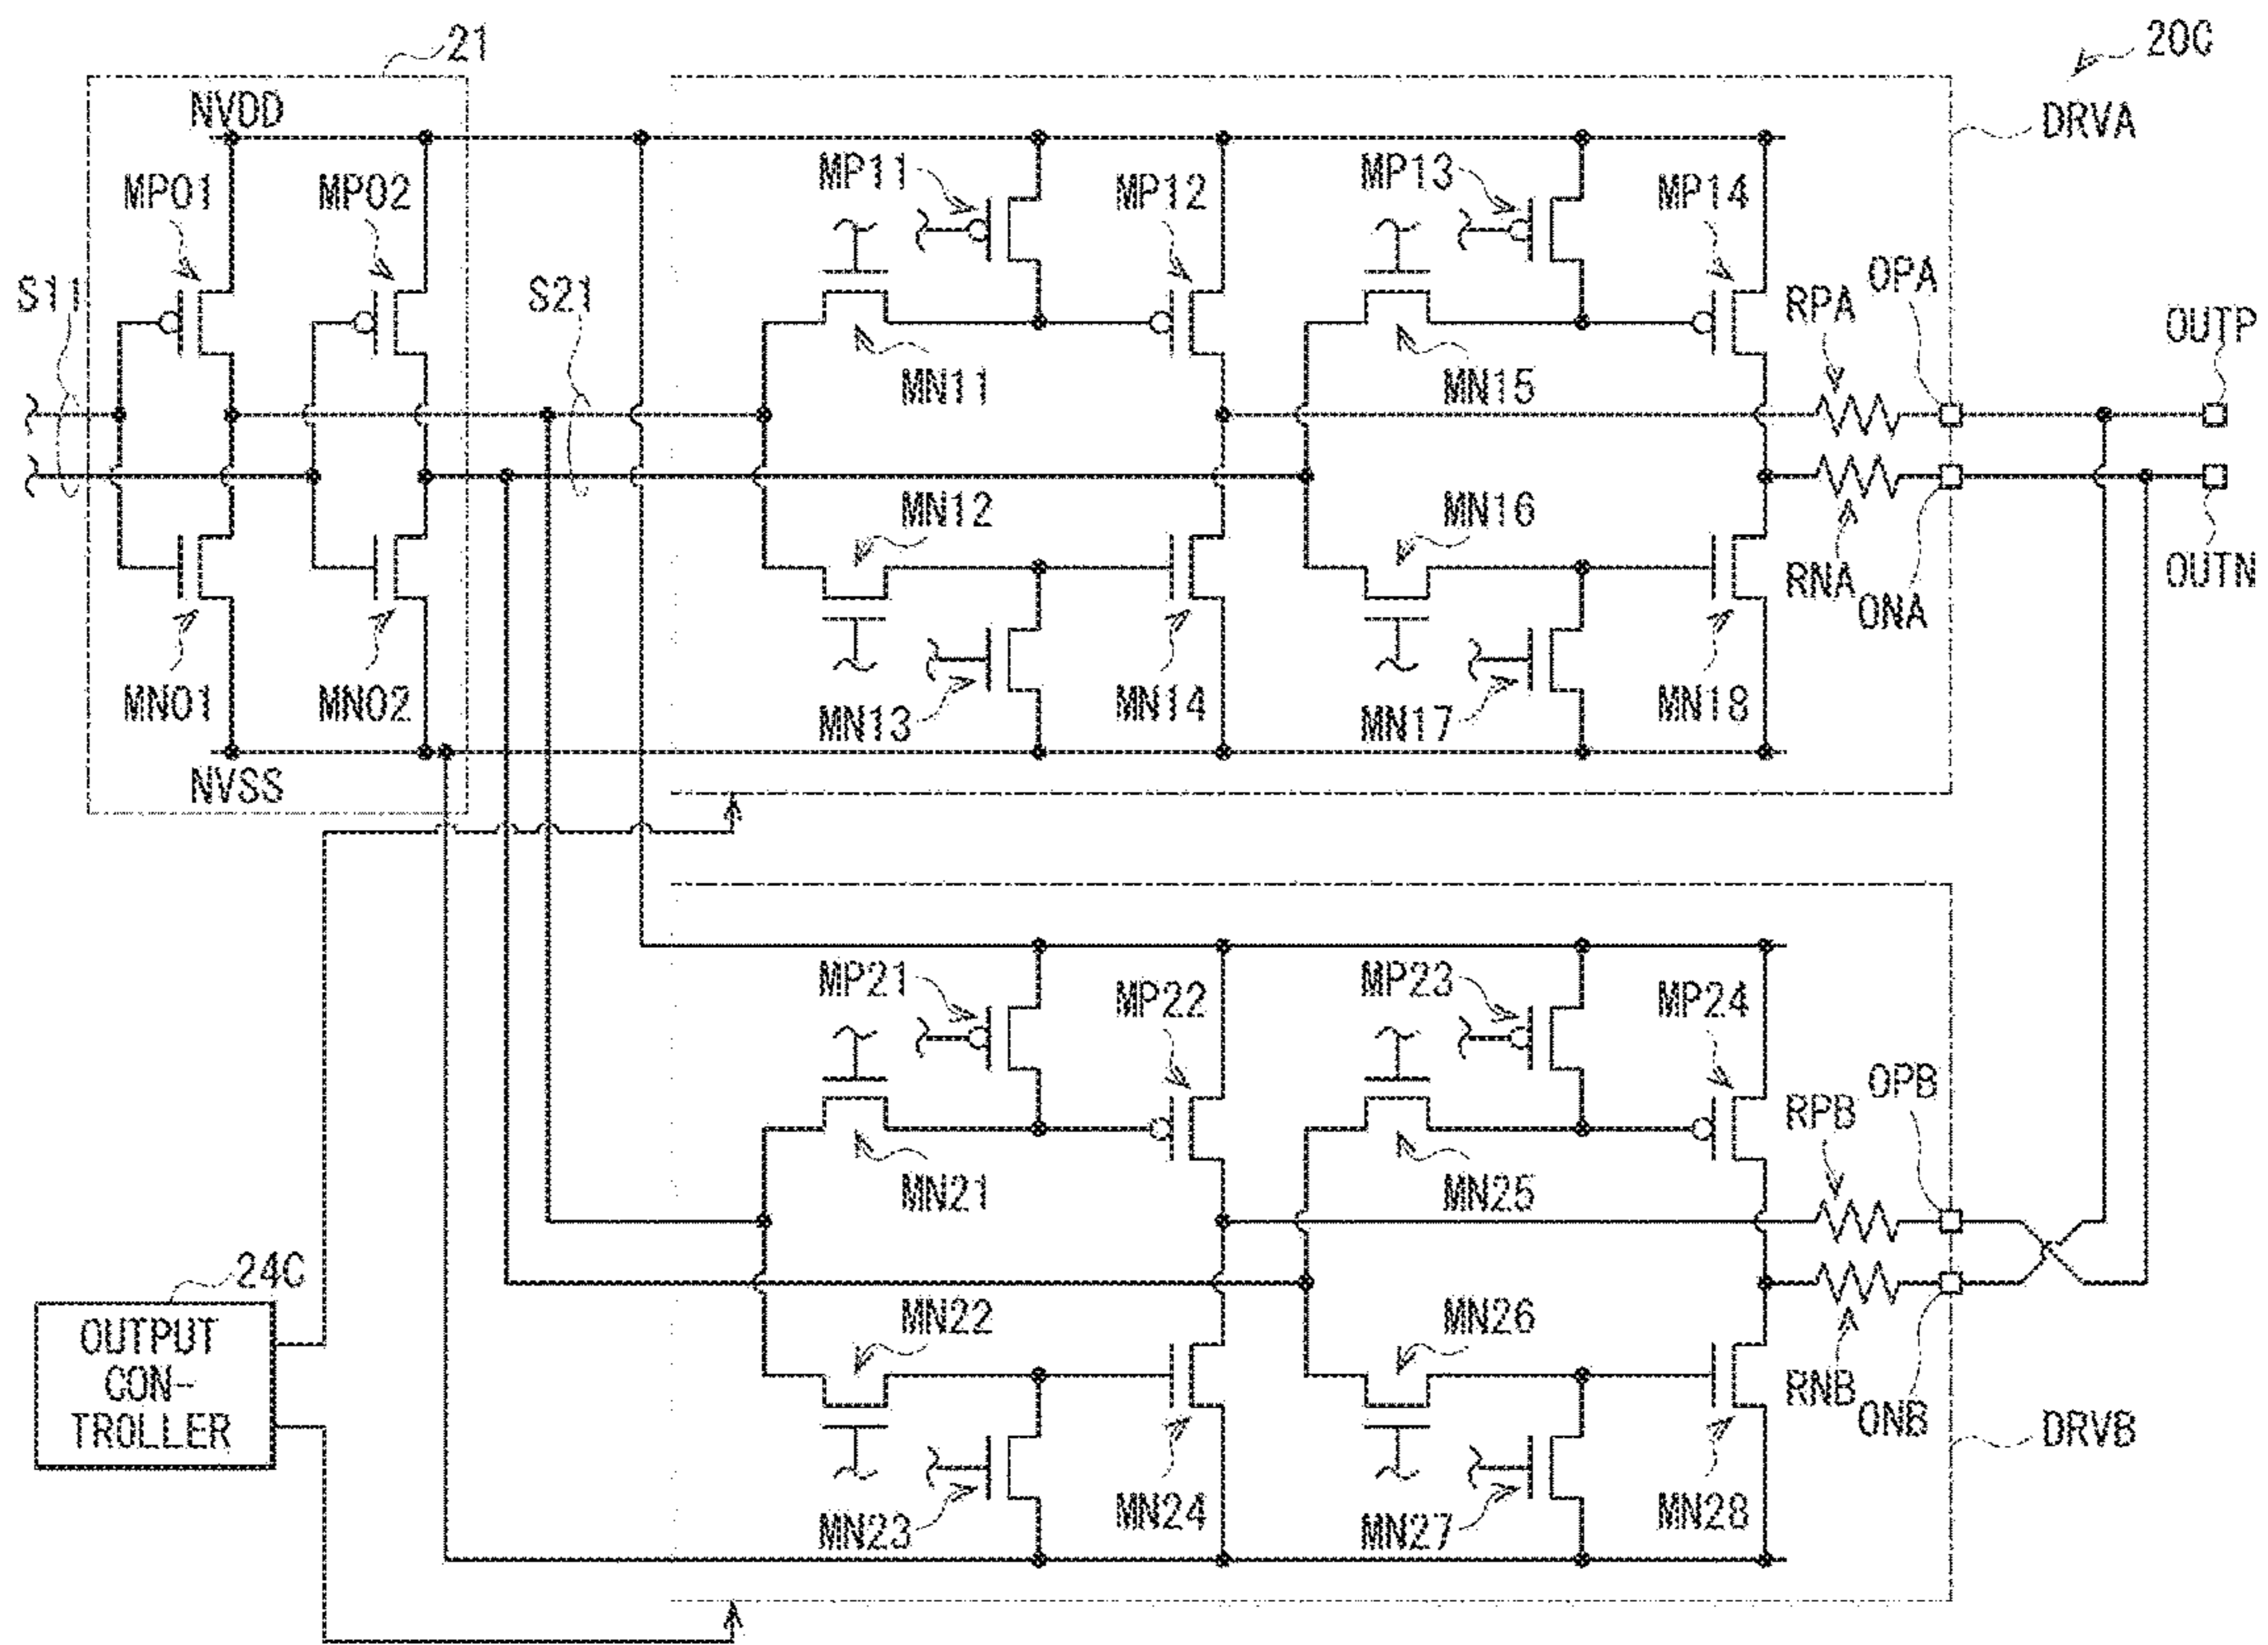 20C
21
DRVA
NVDD
MP01
MP02
MP11
MP12
MP13
MP14
S11
S21
RPA
OPA
OUTP
MN11
MN15
MN12
MN16
RNA
ONA
OUTN
MN01
MN02
MN13
MN14
MN17
MN18
NVSS
MP21
MP22
MP23
MP24
RPB
OPB
MN21
MN25
24C
OUTPUT
CON-
TROLLER
MN22
MN26
RNB
ONB
DRVB
MN23
MN24
MN27
MN28